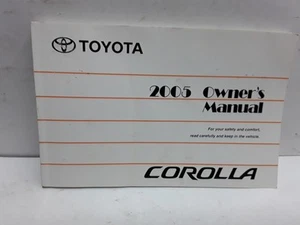 TOYOTA
2005 Owner's
Manual
For your safety and comfort,
read carefully and keep in the vehicle.
COROLLA